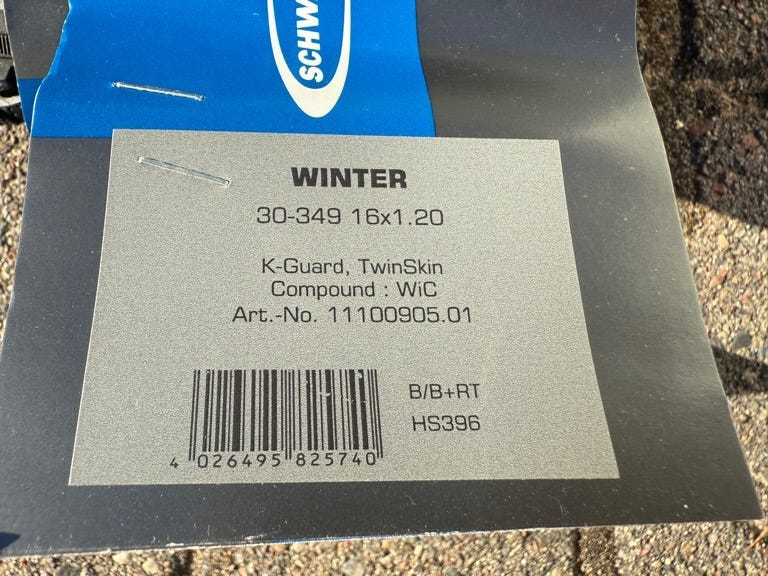 SCHW
WINTER
30-349 16x1.20
K-Guard, TwinSkin
Compound : WiC
Art.-No. 11100905.01
B/B+RT
HS396
4 026495 825740